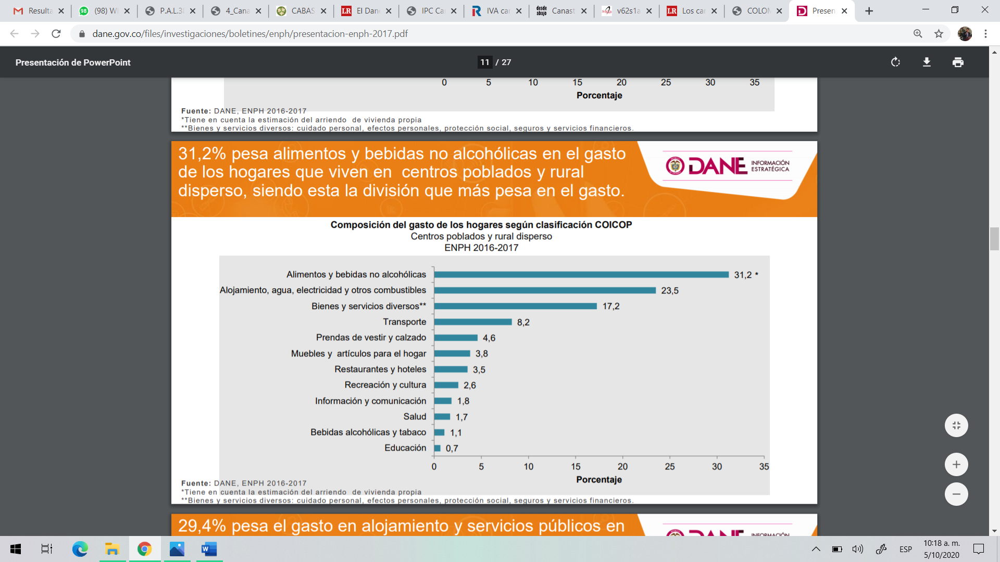 Resulta
(98) W
P.A.L.3
4_Cana
CABAS
LR El Dan
IPC Ca
IVA ca
desde abajo Canast
v62s1a
LR Los ca
COLO
Presen
dane.gov.co/files/investigaciones/boletines/enph/presentacion-enph-2017.pdf
Presentación de PowerPoint
11 / 27
0 5 10 15 20 25 30 35
Porcentaje
Fuente: DANE, ENPH 2016-2017
*Tiene en cuenta la estimación del arriendo de vivienda propia
**Bienes y servicios diversos: cuidado personal, efectos personales, protección social, seguros y servicios financieros.
31,2% pesa alimentos y bebidas no alcohólicas en el gasto
de los hogares que viven en centros poblados y rural
disperso, siendo esta la división que más pesa en el gasto.
DANE INFORMACIÓN
ESTRATÉGICA
Composición del gasto de los hogares según clasificación COICOP
Centros poblados y rural disperso
ENPH 2016-2017
Alimentos y bebidas no alcohólicas 31,2 *
Alojamiento, agua, electricidad y otros combustibles 23,5
Bienes y servicios diversos** 17,2
Transporte 8,2
Prendas de vestir y calzado 4,6
Muebles y artículos para el hogar 3,8
Restaurantes y hoteles 3,5
Recreación y cultura 2,6
Información y comunicación 1,8
Salud 1,7
Bebidas alcohólicas y tabaco 1,1
Educación 0,7
0 5 10 15 20 25 30 35
Porcentaje
Fuente: DANE, ENPH 2016-2017
*Tiene en cuenta la estimación del arriendo de vivienda propia
**Bienes y servicios diversos: cuidado personal, efectos personales, protección social, seguros y servicios financieros.
29,4% pesa el gasto en alojamiento y servicios públicos en
DANE INFORMACIÓN
ESP
10:18 a. m.
5/10/2020